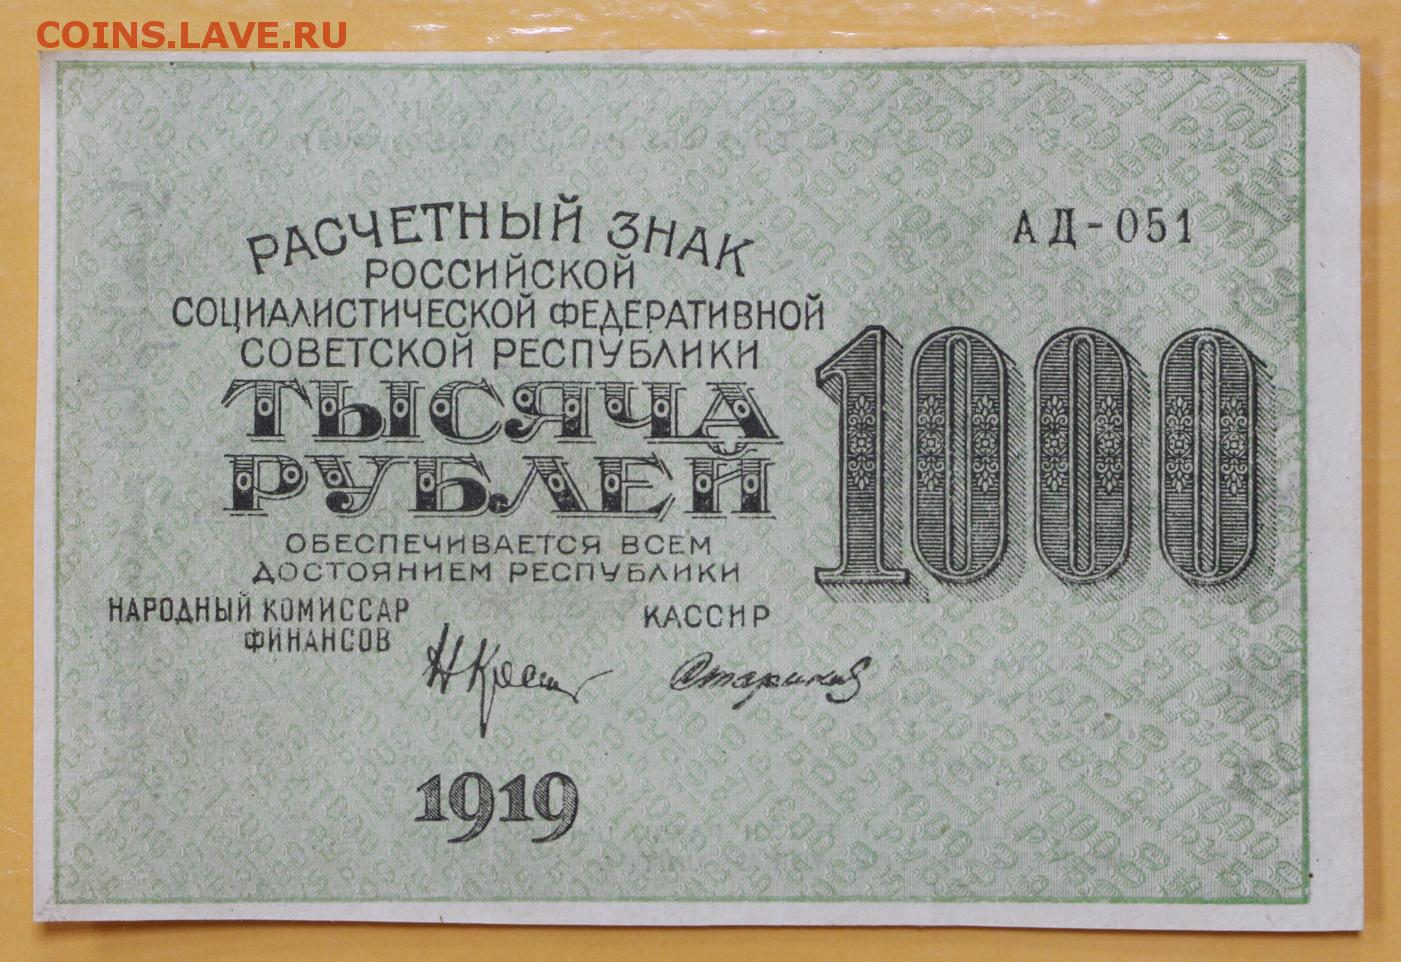 COINS.LAVE.RU
РАСЧЕТНЫЙ ЗНАК
РОССИЙСКОЙ
СОЦИАЛИСТИЧЕСКОЙ ФЕДЕРАТИВНОЙ
СОВЕТСКОЙ РЕСПУБЛИКИ
ТЫСЯЧА
РУБЛЕЙ
АД-051
1000
ОБЕСПЕЧИВАЕТСЯ ВСЕМ
ДОСТОЯНИЕМ РЕСПУБЛИКИ
НАРОДНЫЙ КОМИССАР
ФИНАНСОВ
КАССИР
1919